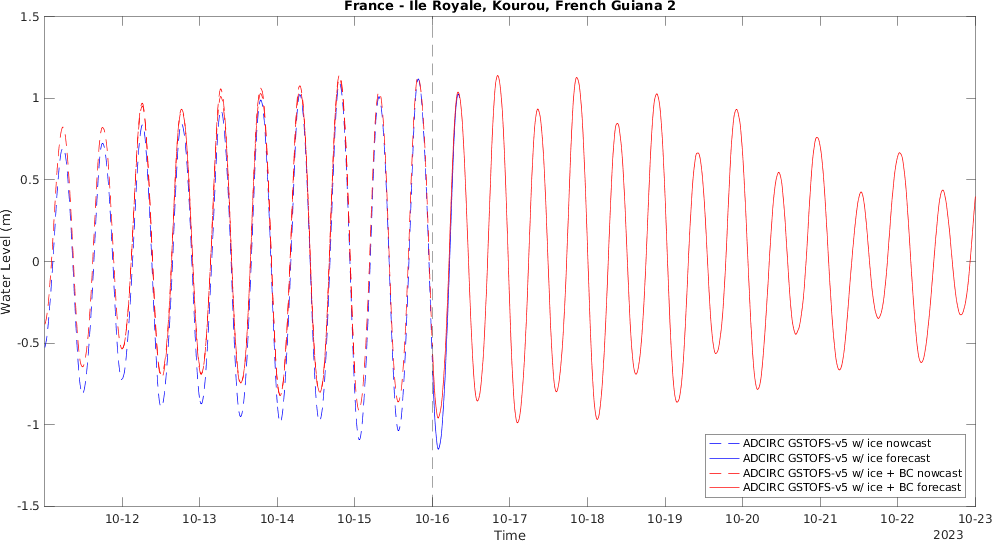 France - Ile Royale, Kourou, French Guiana 2
Water Level (m)
1.5
1
0.5
0
-0.5
-1
-1.5
ADCIRC GSTOFS-v5 w/ ice nowcast
ADCIRC GSTOFS-v5 w/ ice forecast
ADCIRC GSTOFS-v5 w/ ice + BC nowcast
ADCIRC GSTOFS-v5 w/ ice + BC forecast
10-12 10-13 10-14 10-15 10-16 10-17 10-18 10-19 10-20 10-21 10-22 10-23
Time
2023